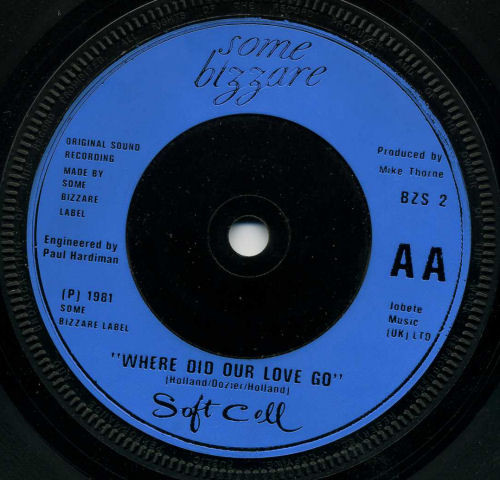 some
bizzare
ORIGINAL SOUND
RECORDING
MADE BY
SOME
BIZZARE
LABEL
Engineered by
Paul Hardiman
(P) 1981
SOME
BIZZARE LABEL
Produced by
Mike Thorne
BZS 2
AA
Jobete
Music
(UK) LTD
"WHERE DID OUR LOVE GO"
(Holland/Dozier/Holland)
Soft Cell